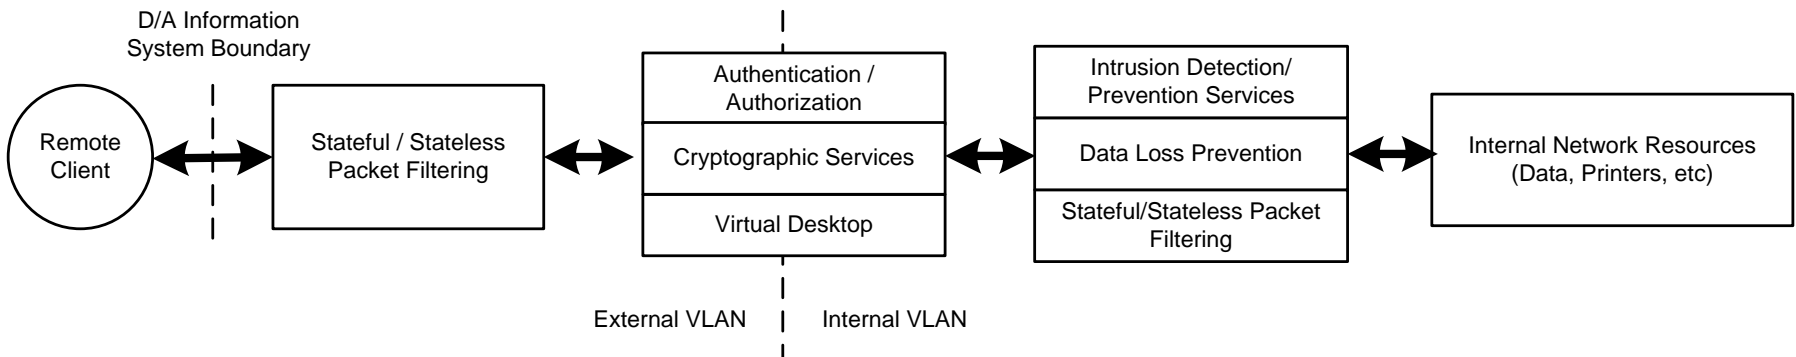 D/A Information
System Boundary
Remote
Client
Stateful / Stateless
Packet Filtering
Authentication /
Authorization
Cryptographic Services
Virtual Desktop
Intrusion Detection/
Prevention Services
Data Loss Prevention
Stateful/Stateless Packet
Filtering
Internal Network Resources
(Data, Printers, etc)
External VLAN
Internal VLAN